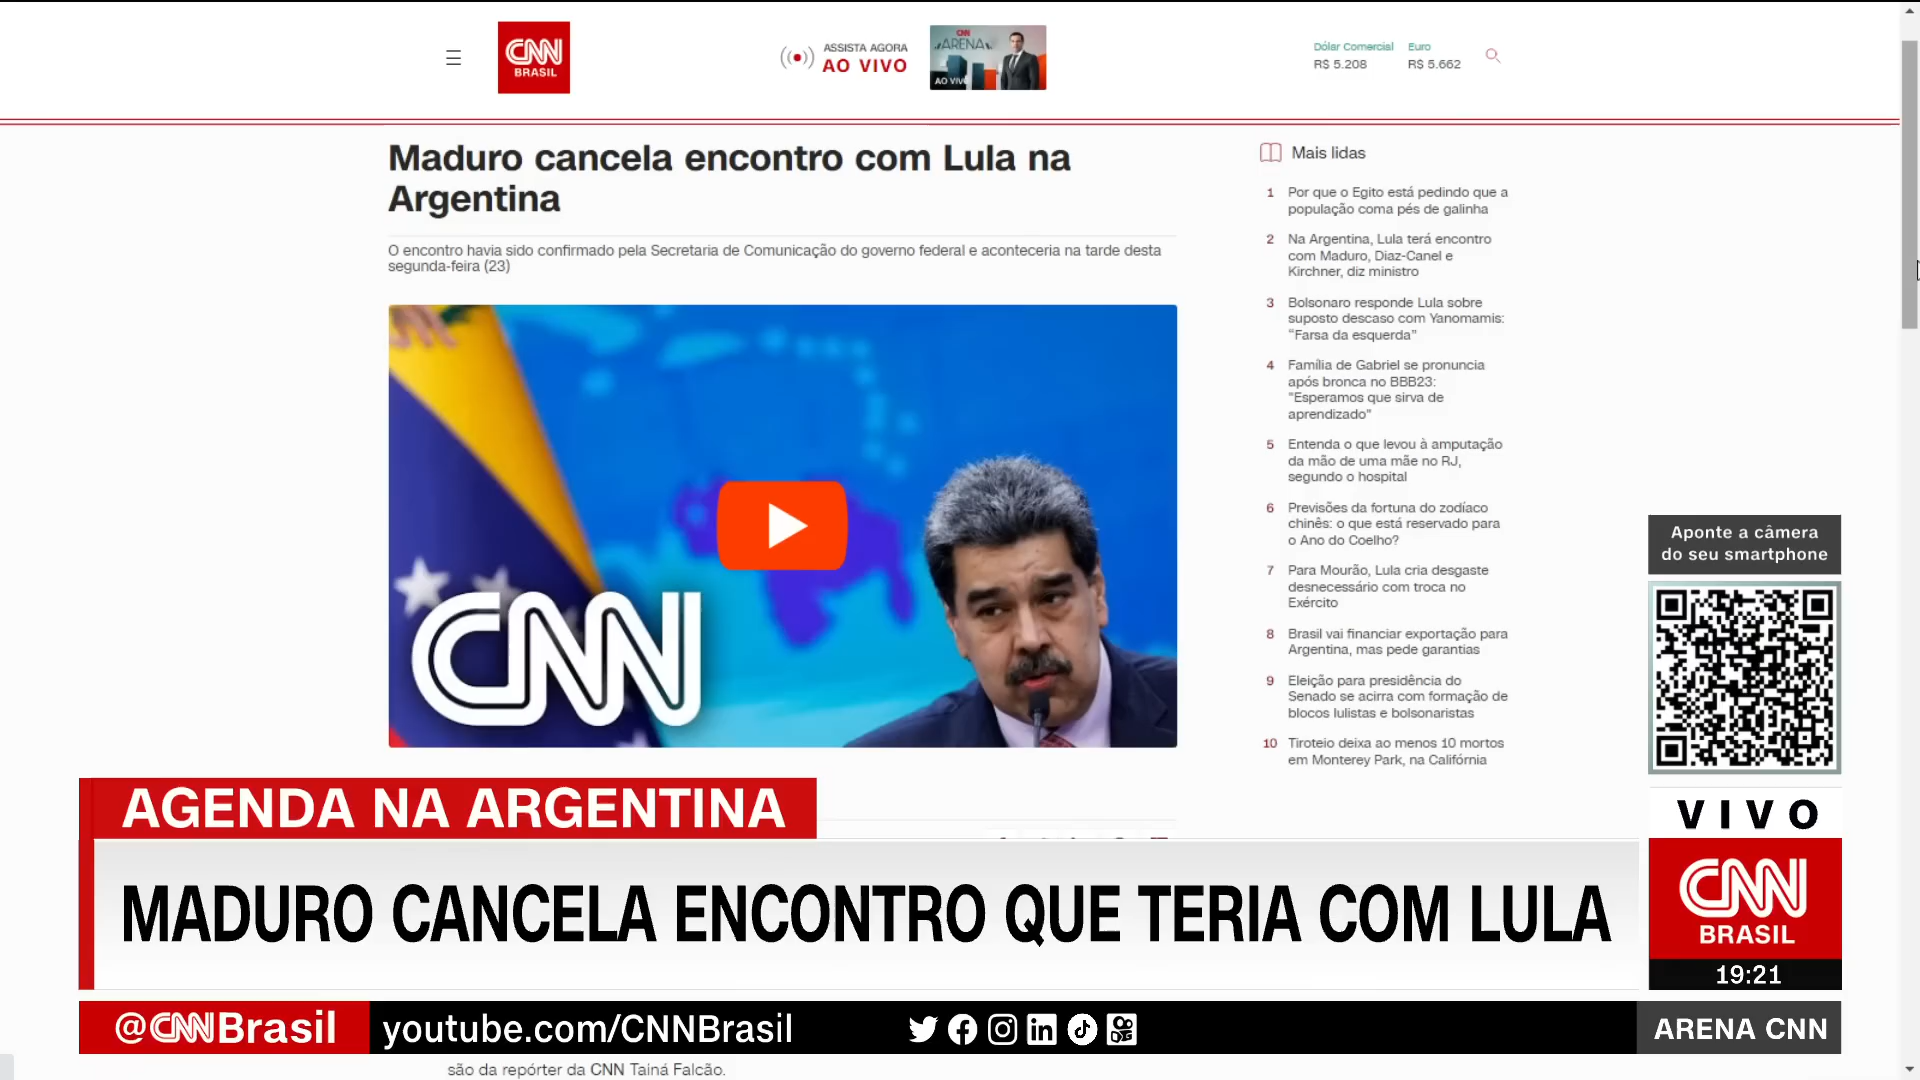 CNN
BRASIL
ASSISTA AGORA
AO VIVO
CNN
ARENA
AO VIVO
Dólar Comercial
R$ 5.208
Euro
R$ 5.662
Maduro cancela encontro com Lula na
Argentina
O encontro havia sido confirmado pela Secretaria de Comunicação do governo federal e aconteceria na tarde desta
segunda-feira (23)
CNN
Mais lidas
1 Por que o Egito está pedindo que a
população coma pés de galinha
2 Na Argentina, Lula terá encontro
com Maduro, Diaz-Canel e
Kirchner, diz ministro
3 Bolsonaro responde Lula sobre
suposto descaso com Yanomamis:
“Farsa da esquerda”
4 Família de Gabriel se pronuncia
após bronca no BBB23:
"Esperamos que sirva de
aprendizado"
5 Entenda o que levou à amputação
da mão de uma mãe no RJ,
segundo o hospital
6 Previsões da fortuna do zodíaco
chinês: o que está reservado para
o Ano do Coelho?
7 Para Mourão, Lula cria desgaste
desnecessário com troca no
Exército
8 Brasil vai financiar exportação para
Argentina, mas pede garantias
9 Eleição para presidência do
Senado se acirra com formação de
blocos lulistas e bolsonaristas
10 Tiroteio deixa ao menos 10 mortos
em Monterey Park, na Califórnia
Aponte a câmera
do seu smartphone
AGENDA NA ARGENTINA
MADURO CANCELA ENCONTRO QUE TERIA COM LULA
VIVO
CNN
BRASIL
19:21
@CNNBrasil
youtube.com/CNNBrasil
ARENA CNN
são da repórter da CNN Tainá Falcão.